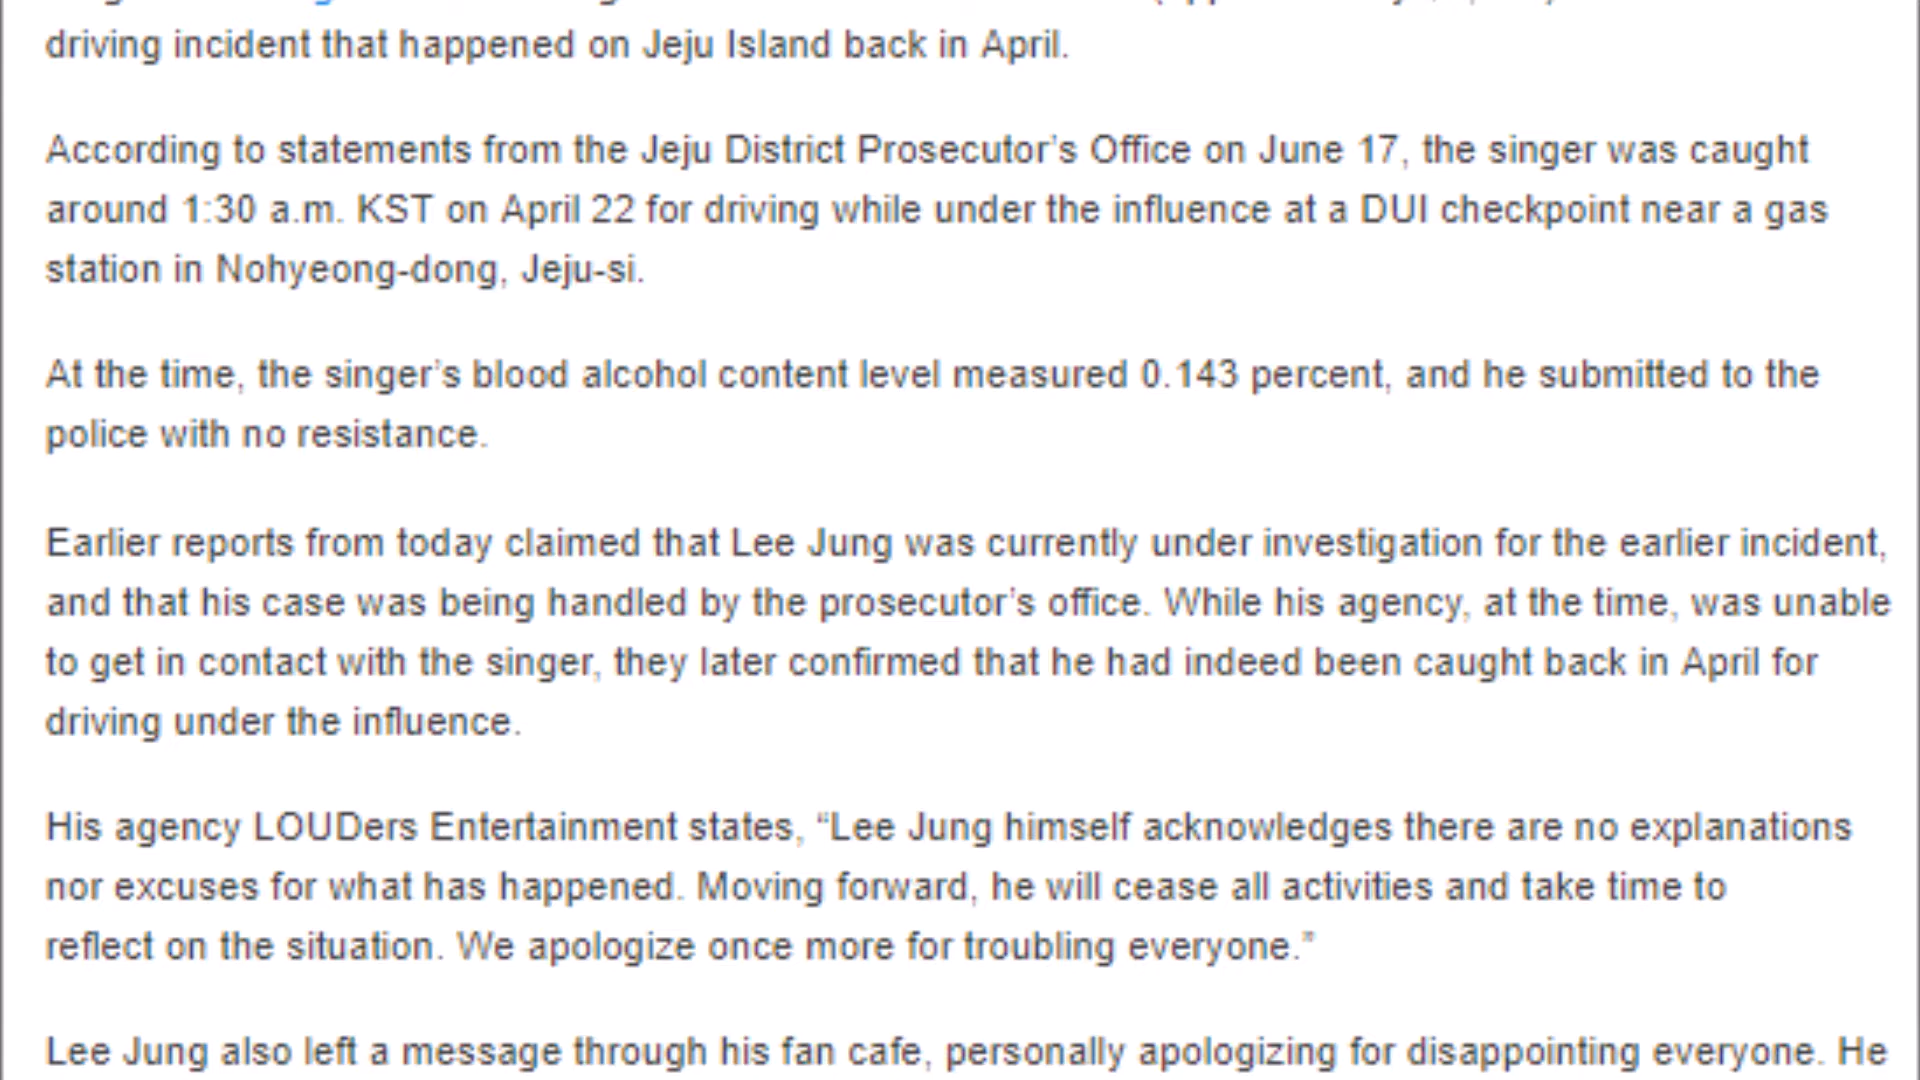 driving incident that happened on Jeju Island back in April.
According to statements from the Jeju District Prosecutor’s Office on June 17, the singer was caught
around 1:30 a.m. KST on April 22 for driving while under the influence at a DUI checkpoint near a gas
station in Nohyeong-dong, Jeju-si.
At the time, the singer’s blood alcohol content level measured 0.143 percent, and he submitted to the
police with no resistance.
Earlier reports from today claimed that Lee Jung was currently under investigation for the earlier incident,
and that his case was being handled by the prosecutor’s office. While his agency, at the time, was unable
to get in contact with the singer, they later confirmed that he had indeed been caught back in April for
driving under the influence.
His agency LOUDers Entertainment states, “Lee Jung himself acknowledges there are no explanations
nor excuses for what has happened. Moving forward, he will cease all activities and take time to
reflect on the situation. We apologize once more for troubling everyone.”
Lee Jung also left a message through his fan cafe, personally apologizing for disappointing everyone. He